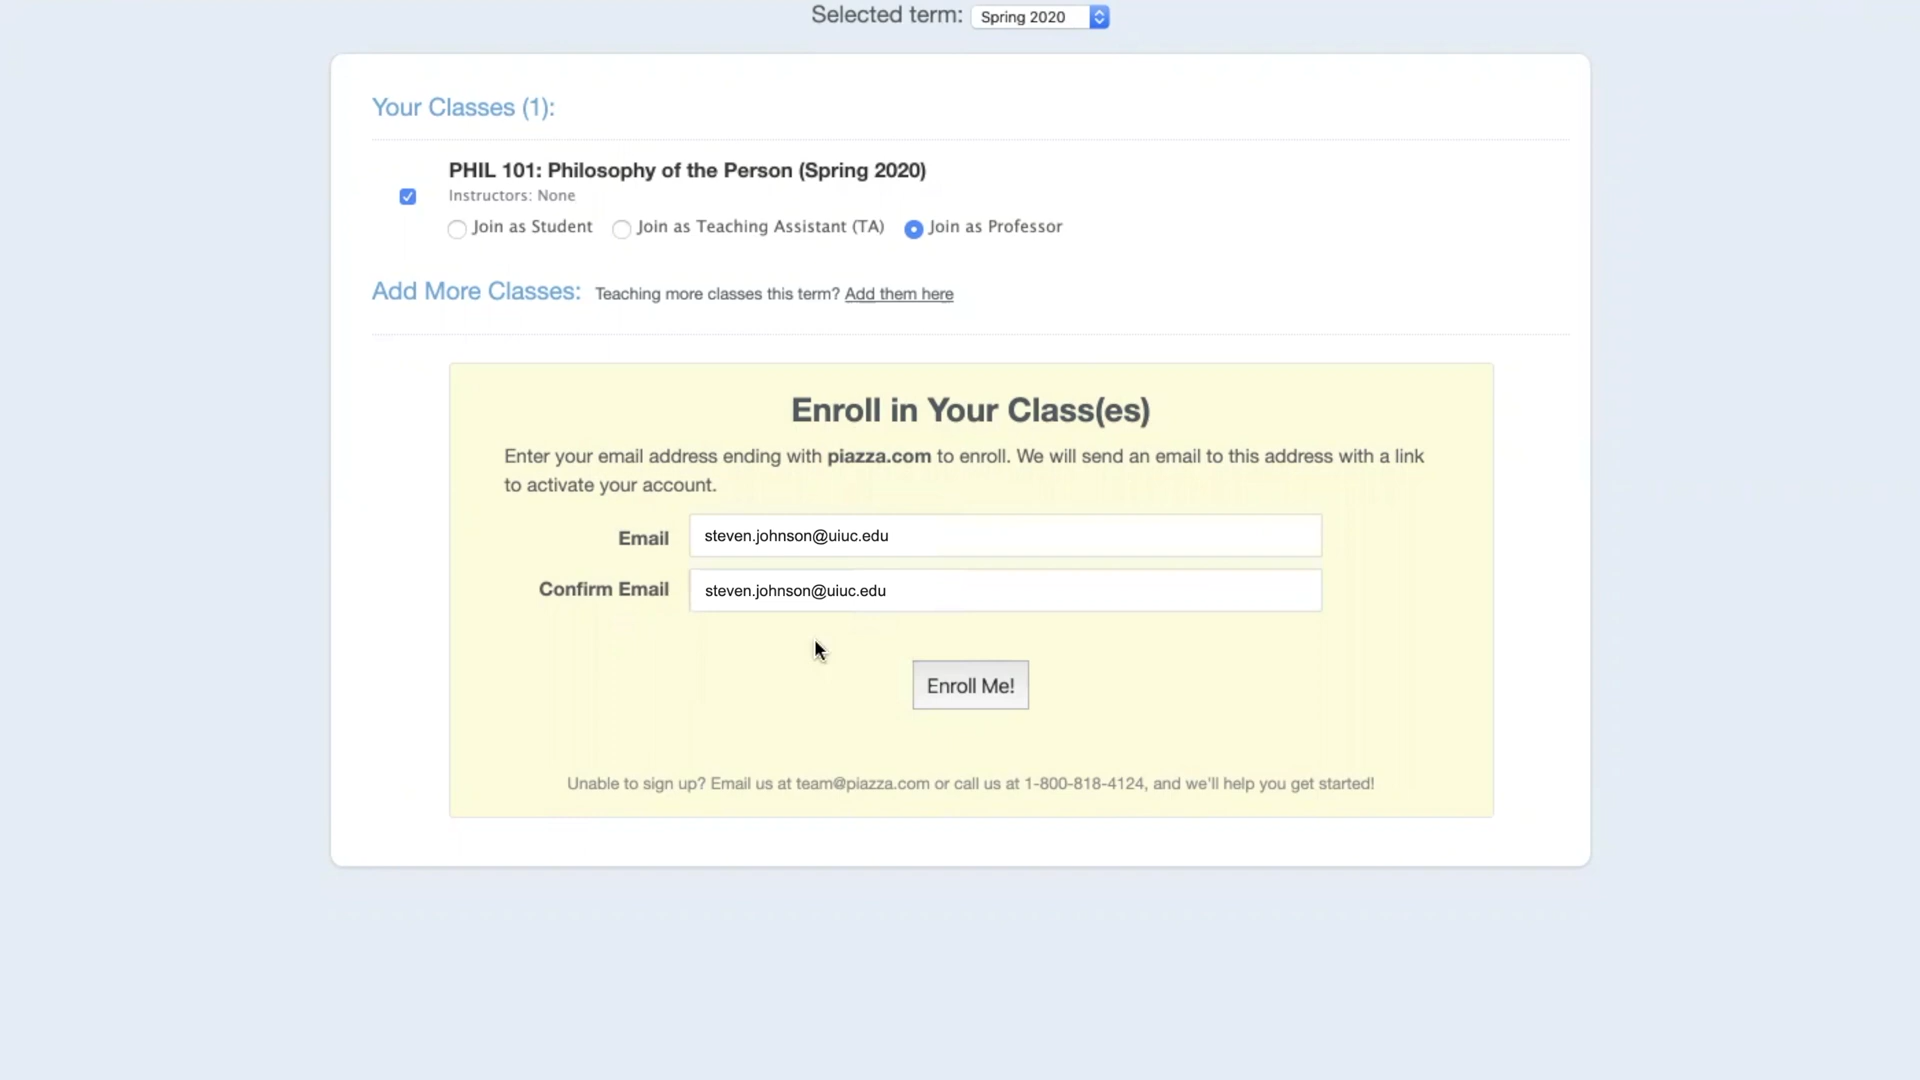 Selected term: Spring 2020
Your Classes (1):
PHIL 101: Philosophy of the Person (Spring 2020)
Instructors: None
Join as Student Join as Teaching Assistant (TA) Join as Professor
Add More Classes: Teaching more classes this term? Add them here
Enroll in Your Class(es)
Enter your email address ending with piazza.com to enroll. We will send an email to this address with a link
to activate your account.
Email steven.johnson@uiuc.edu
Confirm Email steven.johnson@uiuc.edu
Enroll Me!
Unable to sign up? Email us at team@piazza.com or call us at 1-800-818-4124, and we'll help you get started!